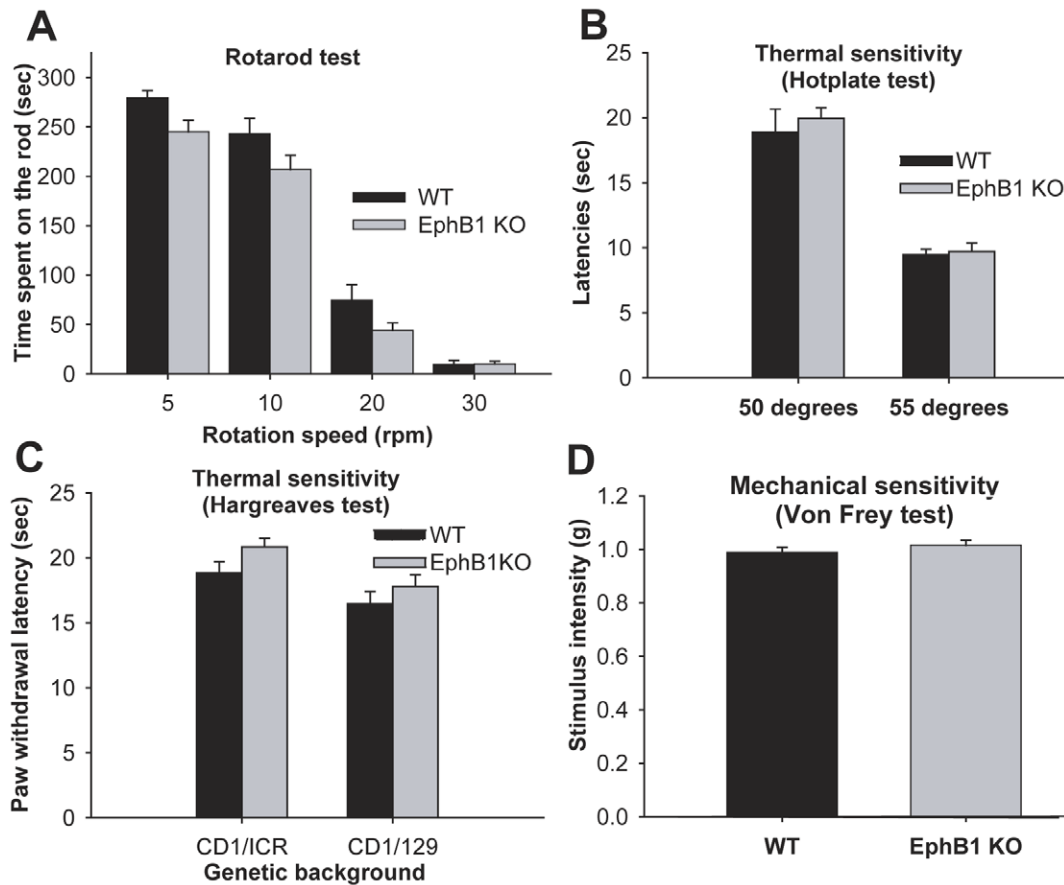 A
Rotarod test
Time spent on the rod (sec)
300
250
200
150
100
50
0
WT
EphB1 KO
5 10 20 30
Rotation speed (rpm)
B
Thermal sensitivity
(Hotplate test)
Latencies (sec)
25
20
15
10
5
0
WT
EphB1 KO
50 degrees 55 degrees
C
Thermal sensitivity
(Hargreaves test)
Paw withdrawal latency (sec)
25
20
15
10
5
0
WT
EphB1KO
CD1/ICR CD1/129
Genetic background
D
Mechanical sensitivity
(Von Frey test)
Stimulus intensity (g)
1.2
1.0
0.8
0.6
0.4
0.2
0.0
WT EphB1 KO